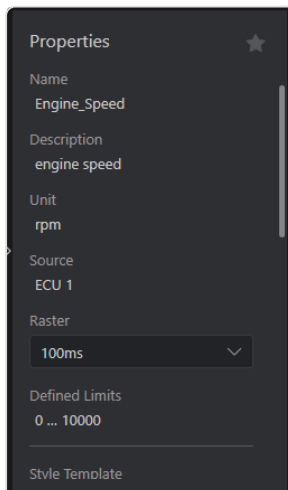 Properties
Name
Engine_Speed
Description
engine speed
Unit
rpm
Source
ECU 1
Raster
100ms
Defined Limits
0 ... 10000
Style Template